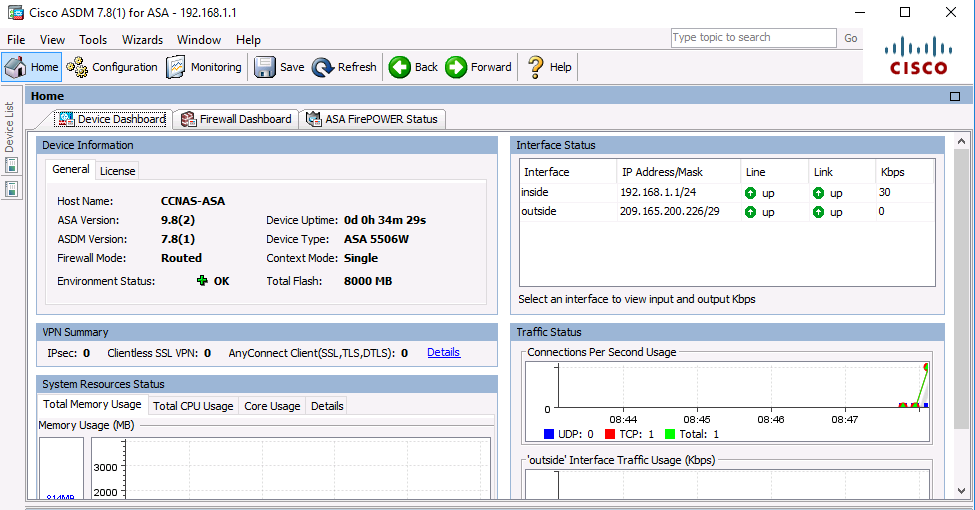 Cisco ASDM 7.8(1) for ASA - 192.168.1.1
File View Tools Wizards Window Help
Type topic to search Go
CISCO
Home Configuration Monitoring Save Refresh Back Forward Help
Device List
Home
Device Dashboard Firewall Dashboard ASA FirePOWER Status
Device Information
General License
Host Name: CCNAS-ASA
ASA Version: 9.8(2) Device Uptime: 0d 0h 34m 29s
ASDM Version: 7.8(1) Device Type: ASA 5506W
Firewall Mode: Routed Context Mode: Single
Environment Status: OK Total Flash: 8000 MB
Interface Status
Interface IP Address/Mask Line Link Kbps
inside 192.168.1.1/24 up up 30
outside 209.165.200.226/29 up up 0
Select an interface to view input and output Kbps
VPN Summary
IPsec: 0 Clientless SSL VPN: 0 AnyConnect Client(SSL,TLS,DTLS): 0 Details
System Resources Status
Total Memory Usage Total CPU Usage Core Usage Details
Memory Usage (MB)
3000
2000
814MB
Traffic Status
Connections Per Second Usage
0
08:44 08:45 08:46 08:47
UDP: 0 TCP: 1 Total: 1
'outside' Interface Traffic Usage (Kbps)